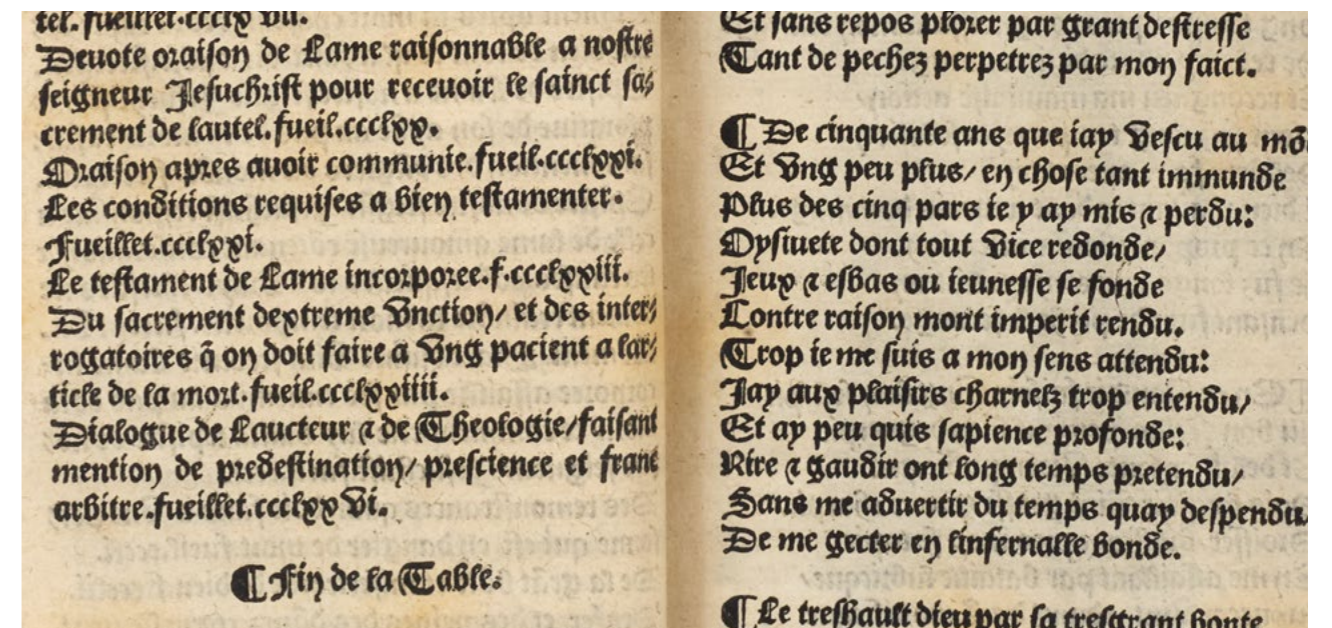 tel. fueillet.ccclx vii.
Deuote oraison de Lame raisonnable a nostre
seigneur Jesuchrist pour receuoir le sainct sa⸗
crement de lautel.fueil.ccclxx.
Oraison apres auoir communie.fueil.ccclxxi.
Les conditions requises a bien testamenter.
Fueillet.ccclxxi.
Le testament de Lame incorporee.f.ccclxxiii.
Du sacrement dextreme vnction/ et des inter⸗
rogatoires q̃ on doit faire a vng pacient a lar⸗
ticle de la mort.fueil.ccclxxiiii.
Dialogue de Laucteur ⁊ de Theologie/faisant
mention de predestination/ prescience et franc
arbitre.fueillet.ccclxx vi.
¶ Fin de la Table.
Et sans repos plorer par grant destresse
Tant de pechez perpetrez par mon faict.
¶ De cinquante ans que iay vescu au mõ
Et vng peu plus/ en chose tant immunde
Plus des cinq pars ie y ay mis ⁊ perdu:
Oysiuete dont tout vice redonde/
Jeux ⁊ esbas ou ieunesse se fonde
Contre raison mont imperit rendu.
Trop ie me suis a mon sens attendu:
Jay aux plaisirs charnelz trop entendu/
Et ay peu quis sapience profonde:
Rire ⁊ gaudir ont long temps pretendu/
Sans me aduertir du temps quay despendu
De me gecter en linfernalle bonde.
¶ Le treshault dieu par sa tresgrant bonte